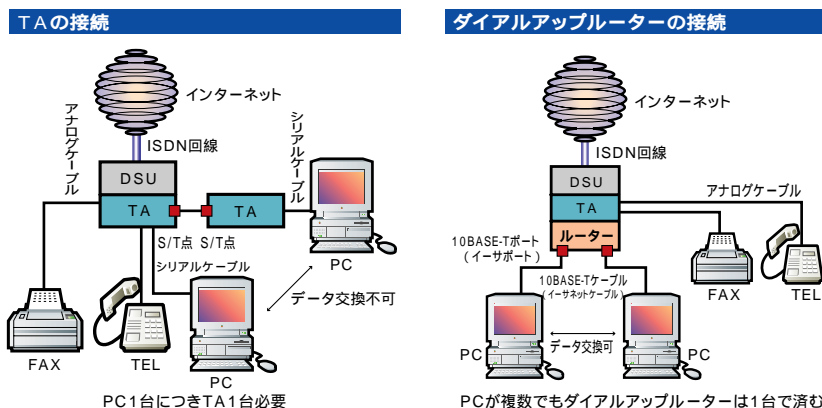 TAの接続
インターネット
アナログケーブル
ISDN回線
シリアルケーブル
DSU
TA
TA
S/T点 S/T点
PC
シリアルケーブル
データ交換不可
FAX
TEL
PC
PC1台につきTA1台必要
ダイアルアップルーターの接続
インターネット
ISDN回線
DSU
TA
アナログケーブル
ルーター
10BASE-Tポート
(イーサポート)
10BASE-Tケーブル
(イーサネットケーブル)
FAX
TEL
PC
データ交換可
PC
PCが複数でもダイアルアップルーターは1台で済む